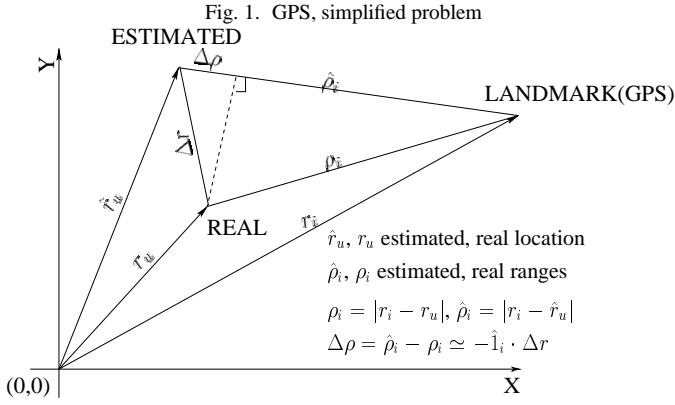 Fig. 1. GPS, simplified problem
ESTIMATED
Δρ
Y
ρ̂ᵢ
LANDMARK(GPS)
Δr
ρᵢ
r̂ᵤ
REAL
rᵢ
rᵤ
r̂ᵤ, rᵤ estimated, real location
ρ̂ᵢ, ρᵢ estimated, real ranges
ρᵢ = |rᵢ − rᵤ|, ρ̂ᵢ = |rᵢ − r̂ᵤ|
Δρ = ρ̂ᵢ − ρᵢ ≃ −1̂ᵢ · Δr
(0,0)
X